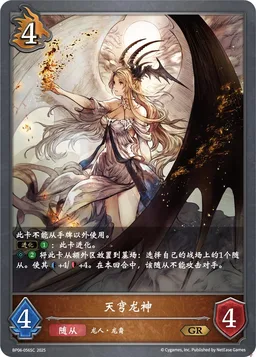 4
此卡不能从手牌以外使用。
进化 1 : 此卡进化。
2 将此卡从额外区放置到墓场:选择自己的战场上的1个随
从。使其 +4/ +4。在本回合中,该随从不能攻击对手。
天穹龙神
4
随从
龙人·龙裔
GR
4
BP06-050SC 2025
© Cygames, Inc. Published by NetEase Games